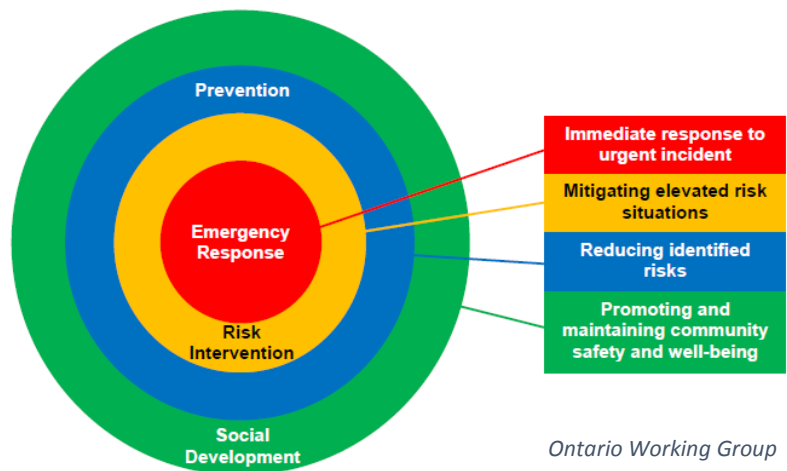 Prevention
Emergency
Response
Risk
Intervention
Social
Development
Immediate response to
urgent incident
Mitigating elevated risk
situations
Reducing identified
risks
Promoting and
maintaining community
safety and well-being
Ontario Working Group